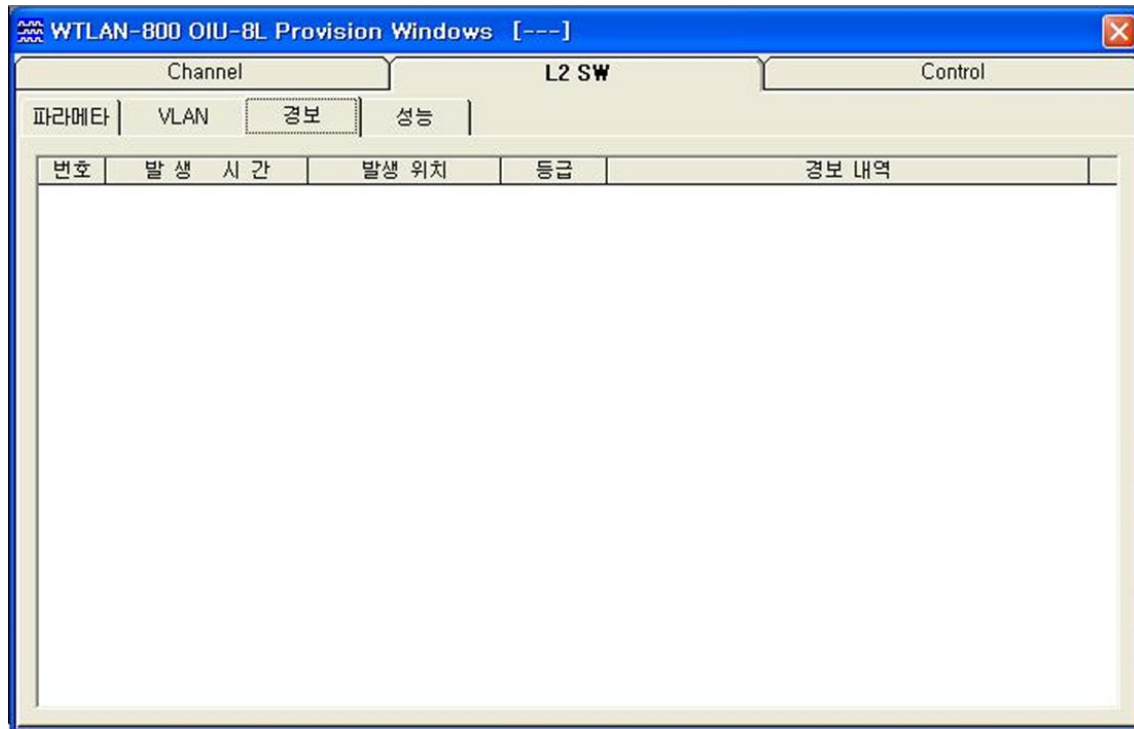 WTLAN-800 OIU-8L Provision Windows [---]
Channel L2 SW Control
파라메타 VLAN 경보 성능
번호 발 생 시 간 발생 위치 등급 경보 내역